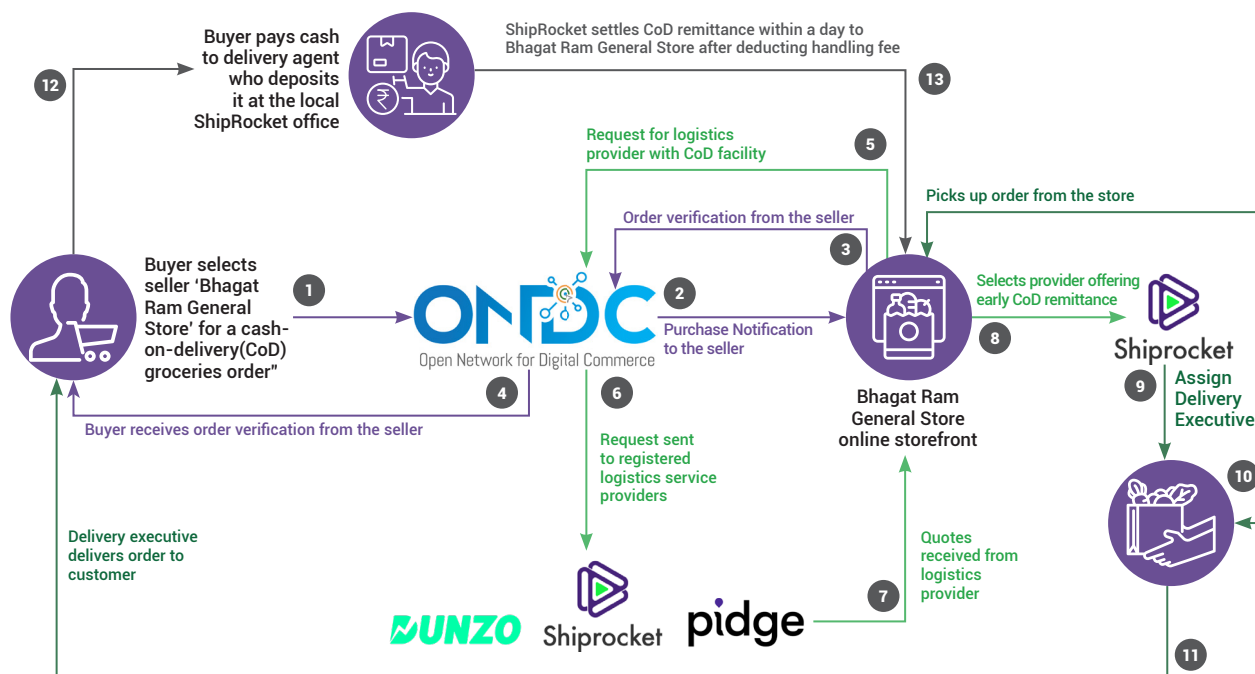 Buyer pays cash
to delivery agent
who deposits
it at the local
ShipRocket office
12
₹
ShipRocket settles CoD remittance within a day to
Bhagat Ram General Store after deducting handling fee
13
Request for logistics
provider with CoD facility
5
Picks up order from the store
Order verification from the seller
3
Buyer selects
seller ‘Bhagat
Ram General
Store’ for a cash-
on-delivery(CoD)
groceries order”
1
ONDC
Open Network for Digital Commerce
2
Purchase Notification
to the seller
Selects provider offering
early CoD remittance
8
Shiprocket
4
Buyer receives order verification from the seller
6
Request sent
to registered
logistics service
providers
Bhagat Ram
General Store
online storefront
9
Assign
Delivery
Executive
10
Delivery executive
delivers order to
customer
Quotes
received from
logistics
provider
7
DUNZO
Shiprocket
pidge
11